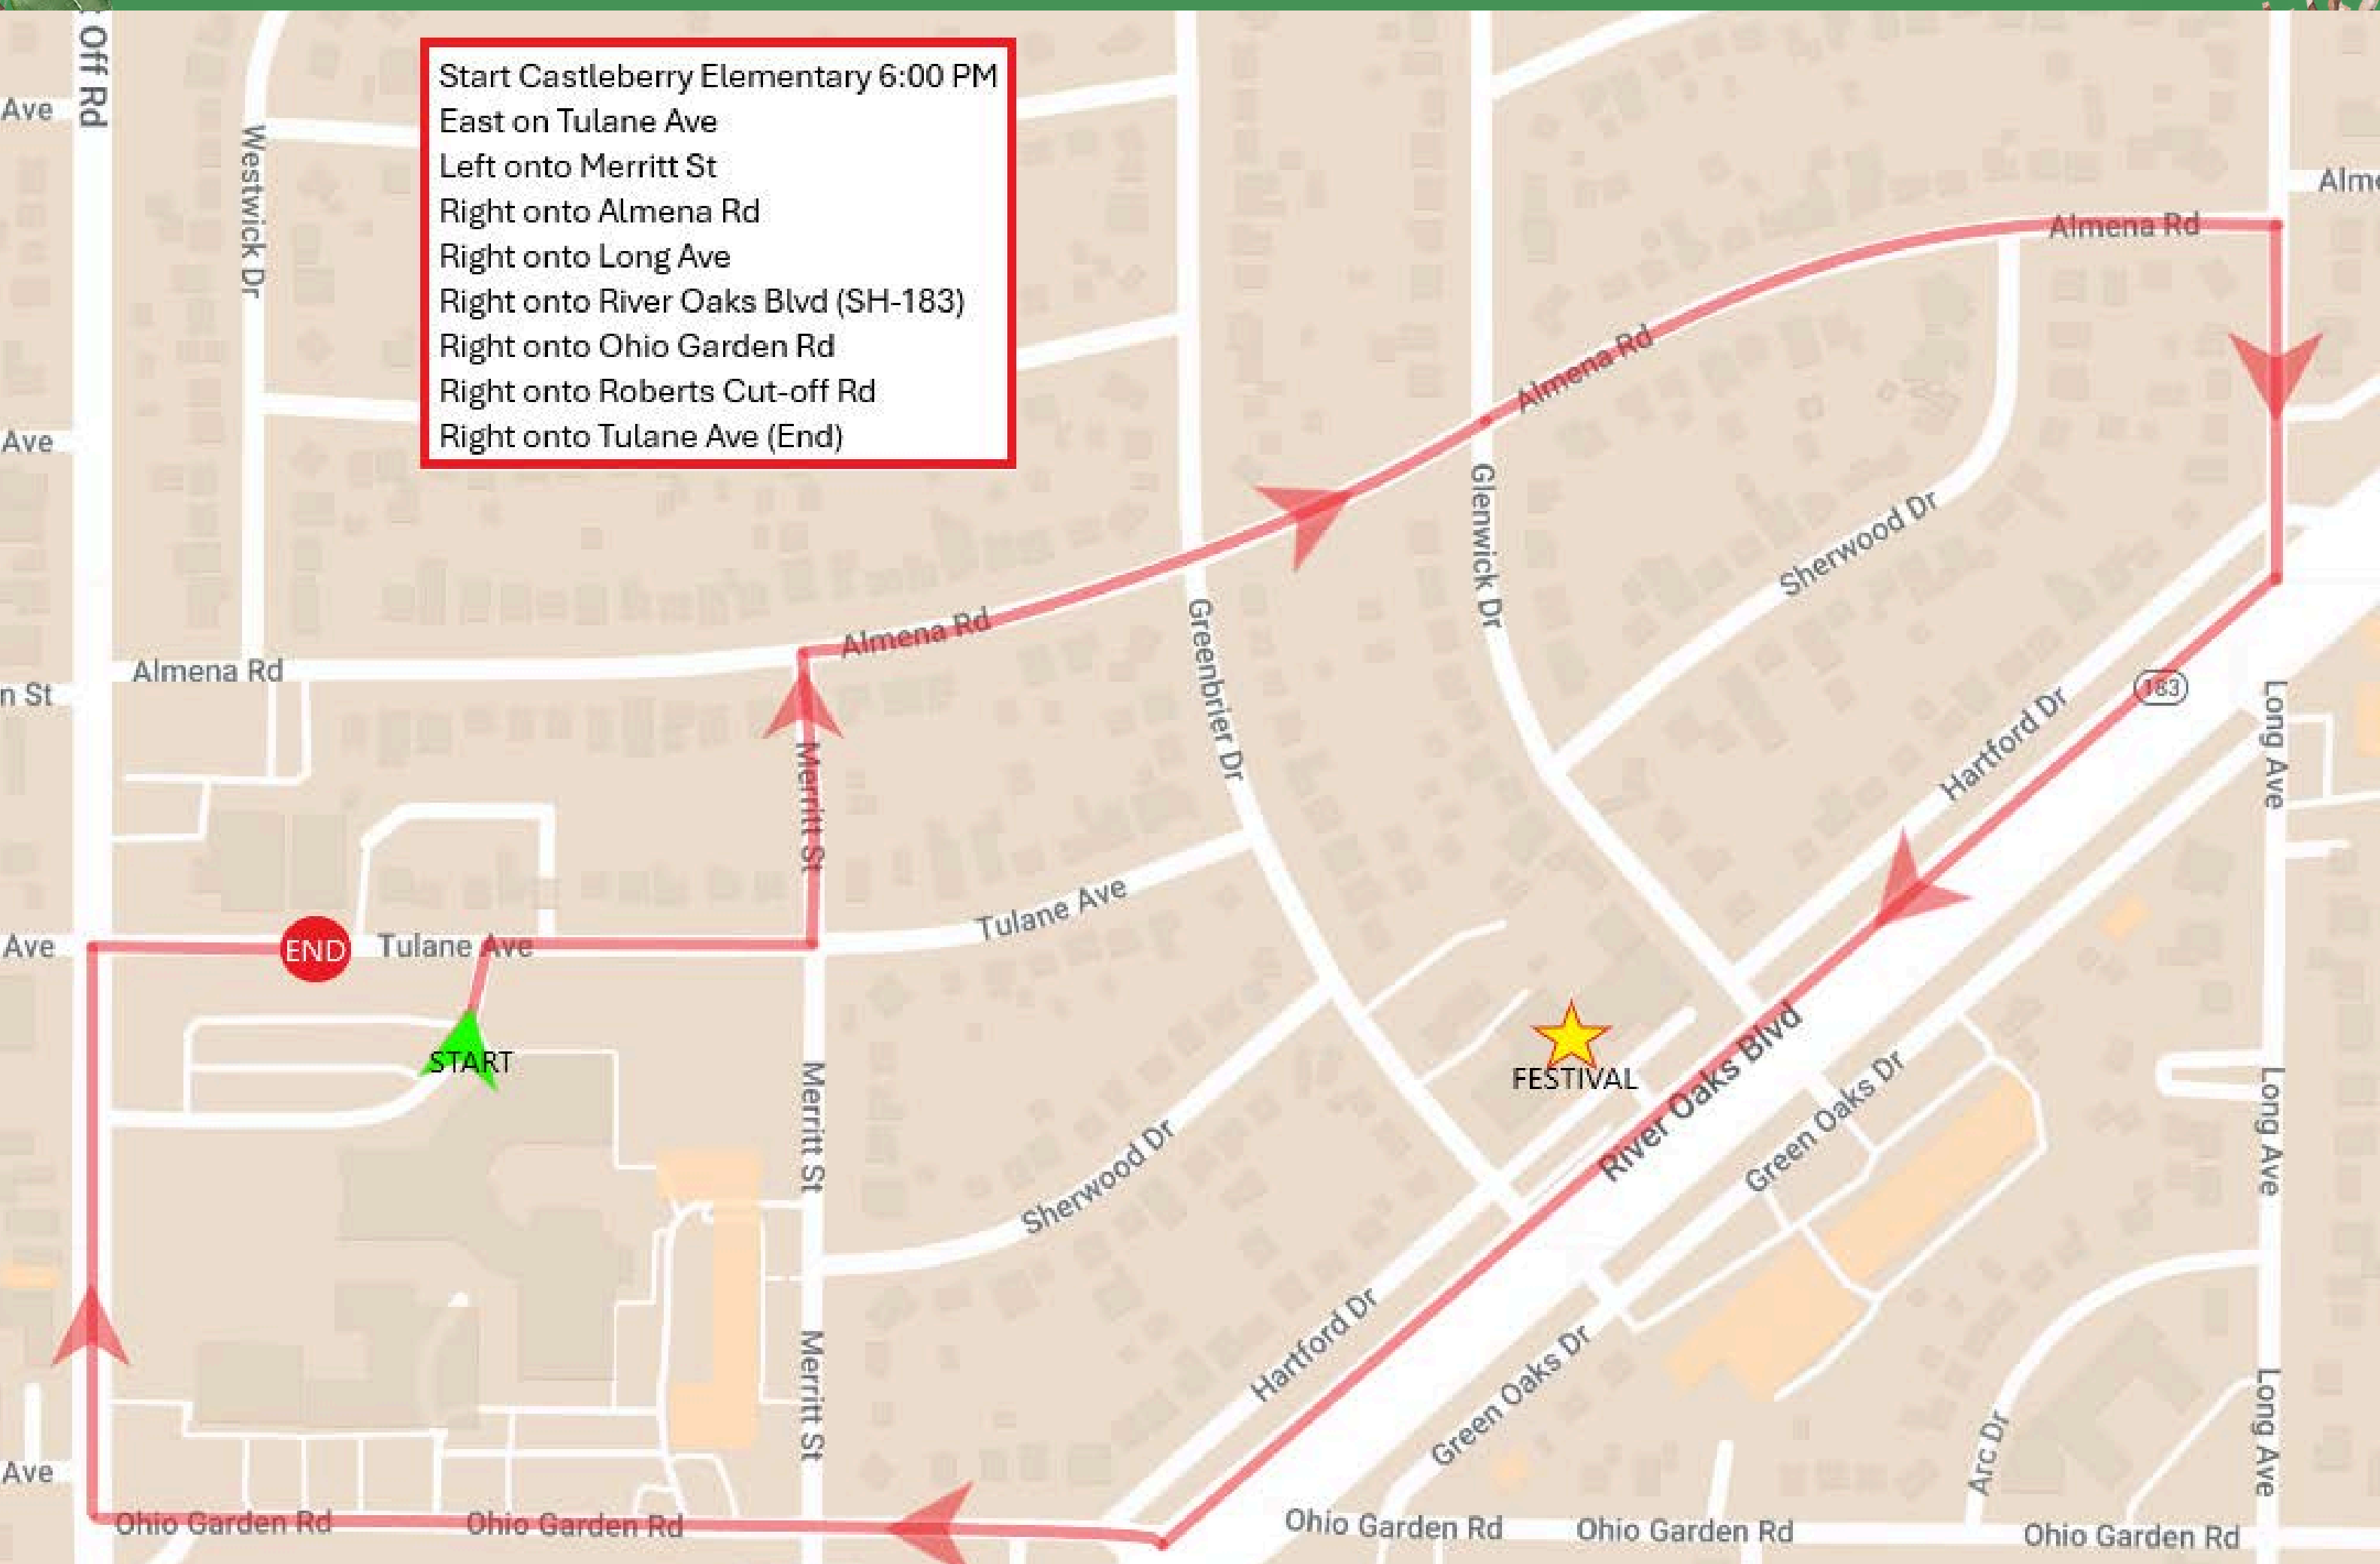 Off Rd
Ave
Westwick Dr
Start Castleberry Elementary 6:00 PM
East on Tulane Ave
Left onto Merritt St
Right onto Almena Rd
Right onto Long Ave
Right onto River Oaks Blvd (SH-183)
Right onto Ohio Garden Rd
Right onto Roberts Cut-off Rd
Right onto Tulane Ave (End)
Alme
Almena Rd
Almena Rd
Ave
Glenwick Dr
Sherwood Dr
Almena Rd
Greenbrier Dr
Almena Rd
n St
183
Long Ave
Hartford Dr
Merritt St
Tulane Ave
Ave
END
Tulane Ave
START
FESTIVAL
River Oaks Blvd
Green Oaks Dr
Merritt St
Long Ave
Sherwood Dr
Hartford Dr
Green Oaks Dr
Merritt St
Long Ave
Arc Dr
Ave
Ohio Garden Rd
Ohio Garden Rd
Ohio Garden Rd
Ohio Garden Rd
Ohio Garden Rd